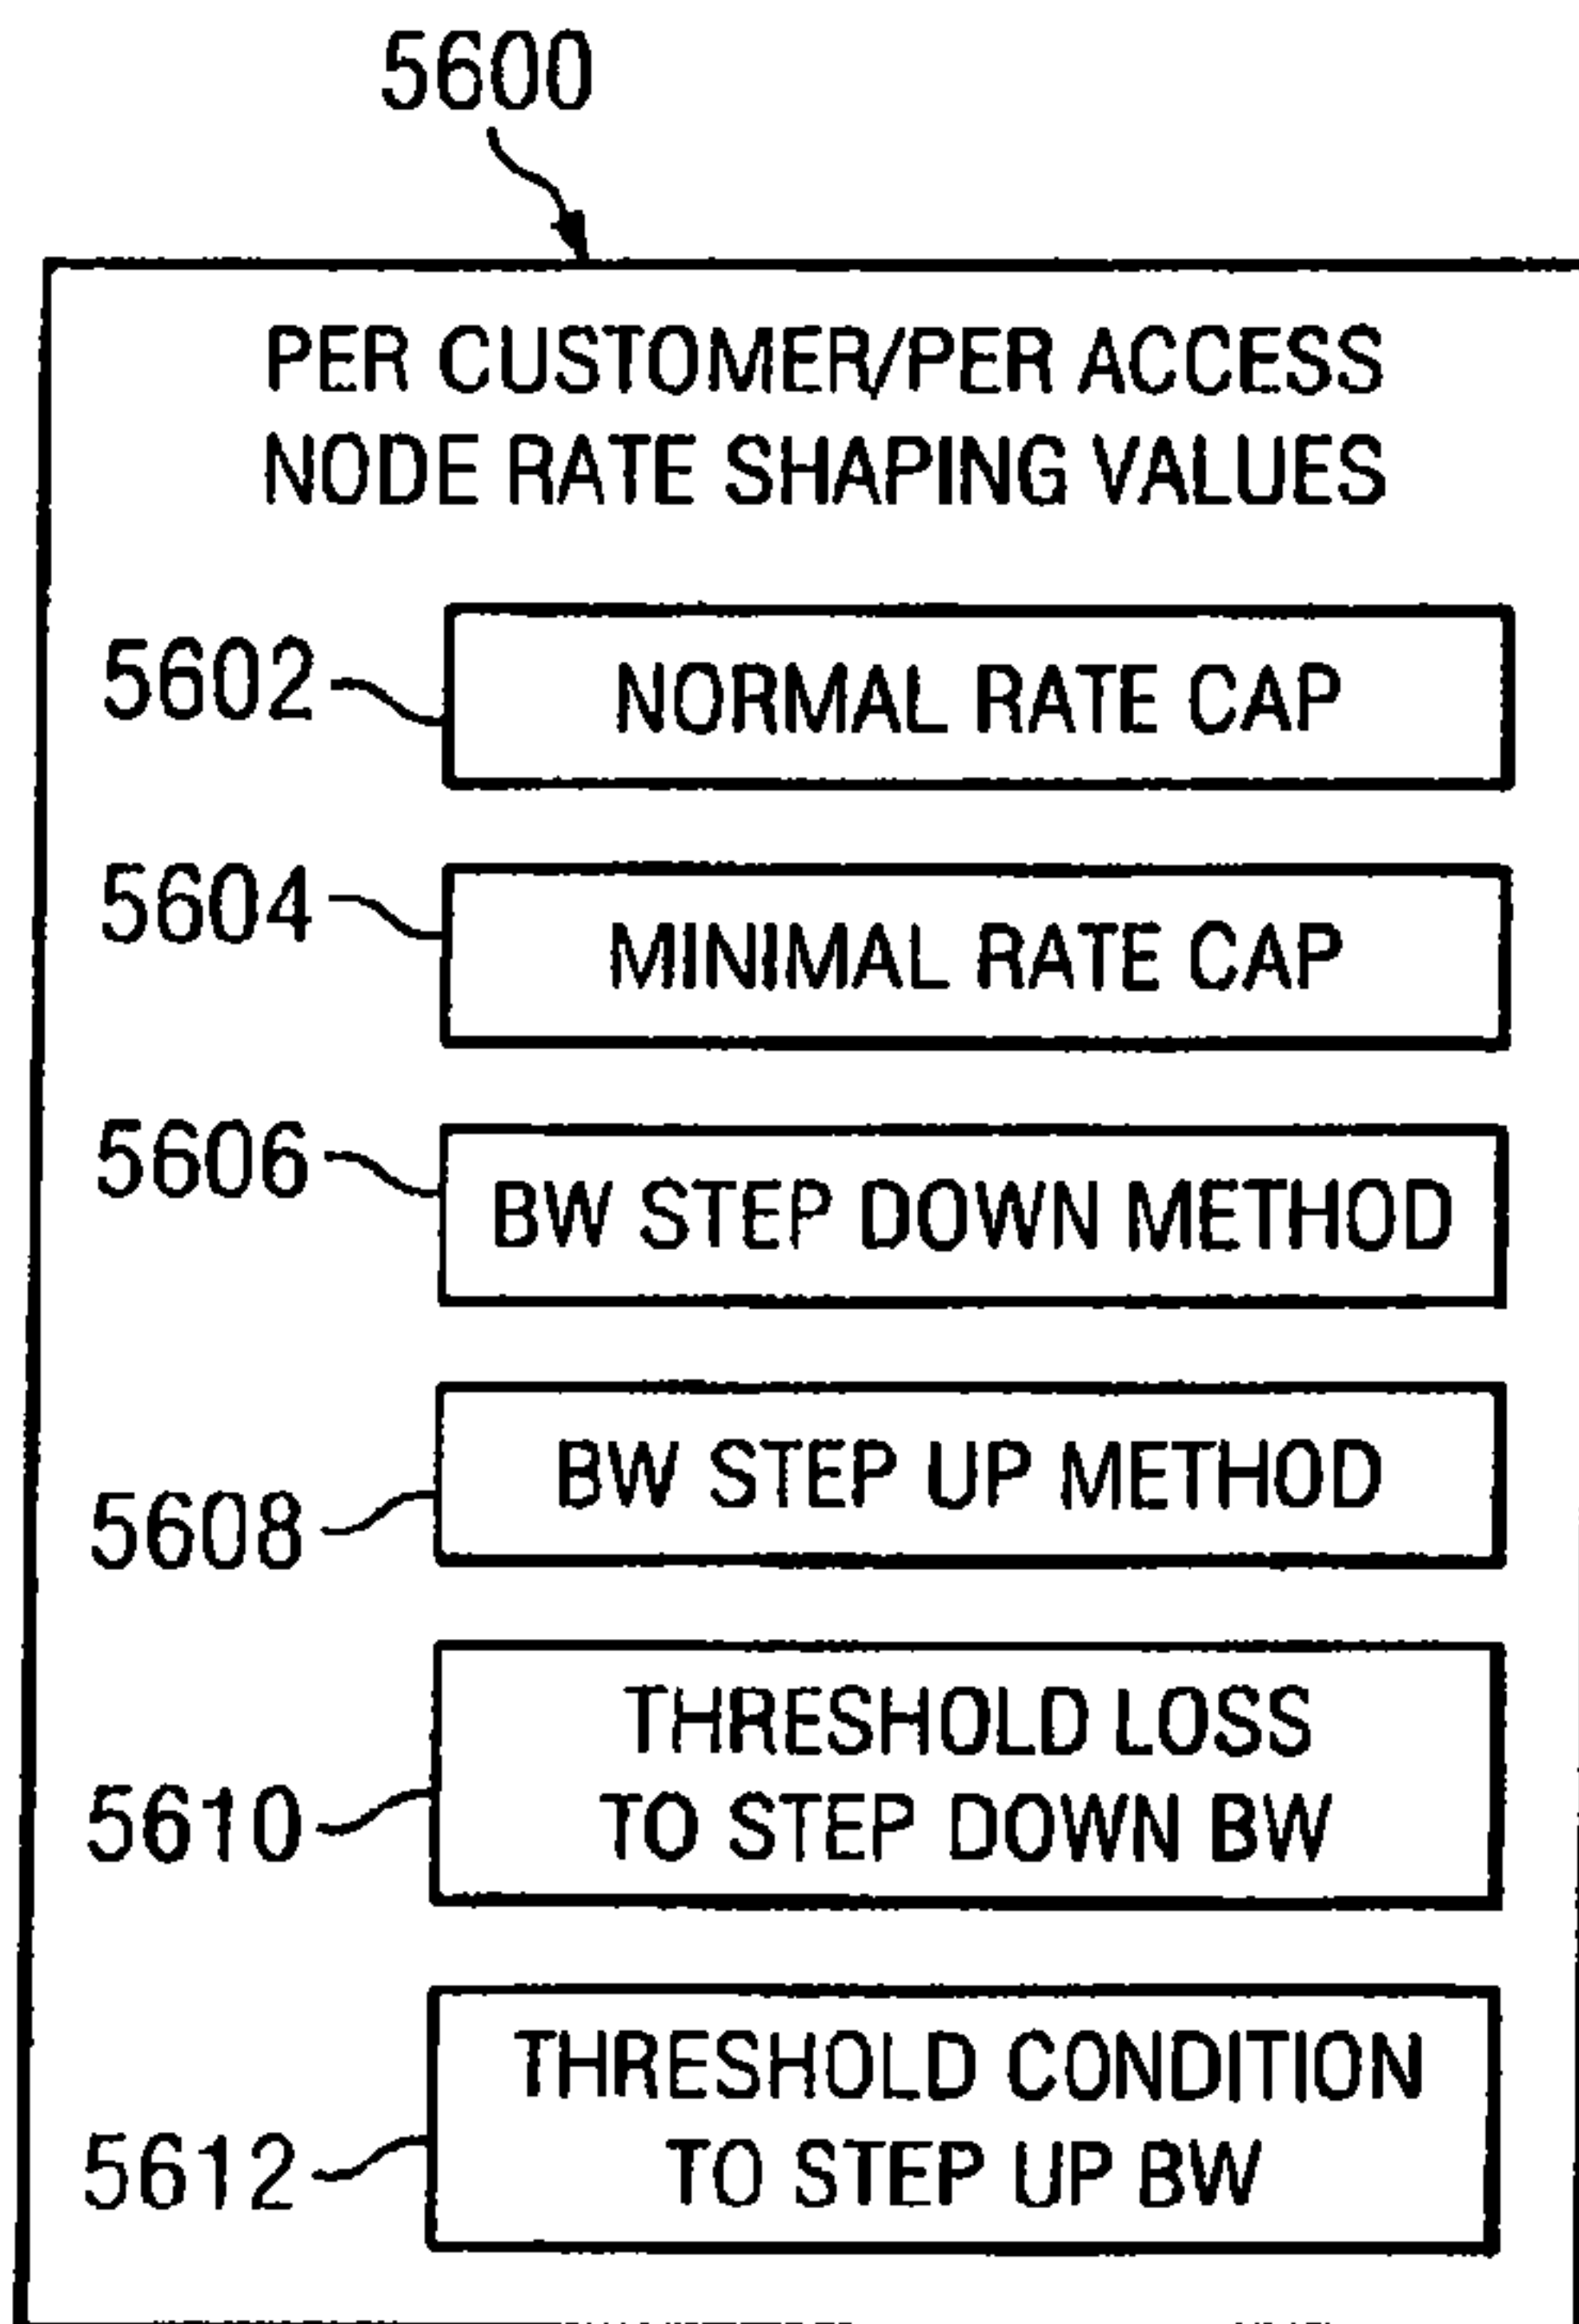 5600
PER CUSTOMER/PER ACCESS
NODE RATE SHAPING VALUES
5602
NORMAL RATE CAP
5604
MINIMAL RATE CAP
5606
BW STEP DOWN METHOD
5608
BW STEP UP METHOD
5610
THRESHOLD LOSS
TO STEP DOWN BW
5612
THRESHOLD CONDITION
TO STEP UP BW